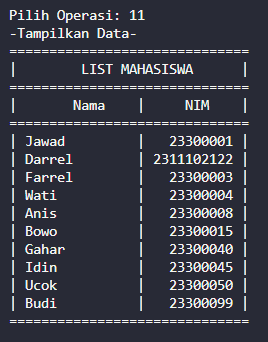 Pilih Operasi: 11
-Tampilkan Data-
==============================
|        LIST MAHASISWA      |
==============================
|       Nama    |     NIM    |
==============================
| Jawad         |   23300001 |
| Darrel        | 2311102122 |
| Farrel        |   23300003 |
| Wati          |   23300004 |
| Anis          |   23300008 |
| Bowo          |   23300015 |
| Gahar         |   23300040 |
| Idin          |   23300045 |
| Ucok          |   23300050 |
| Budi          |   23300099 |
==============================